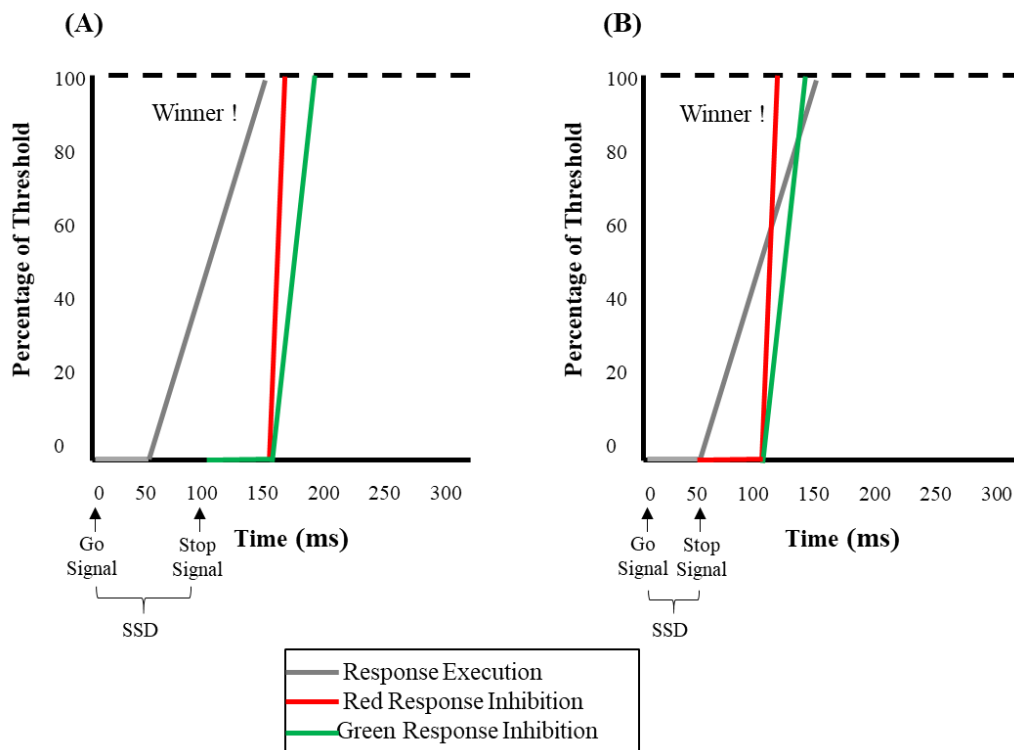 (A)
Percentage of Threshold
100
80
60
40
20
0
Winner !
0 50 100 150 200 250 300
Time (ms)
Go
Signal
Stop
Signal
SSD
(B)
Percentage of Threshold
100
80
60
40
20
0
Winner !
0 50 100 150 200 250 300
Time (ms)
Go
Signal
Stop
Signal
SSD
Response Execution
Red Response Inhibition
Green Response Inhibition